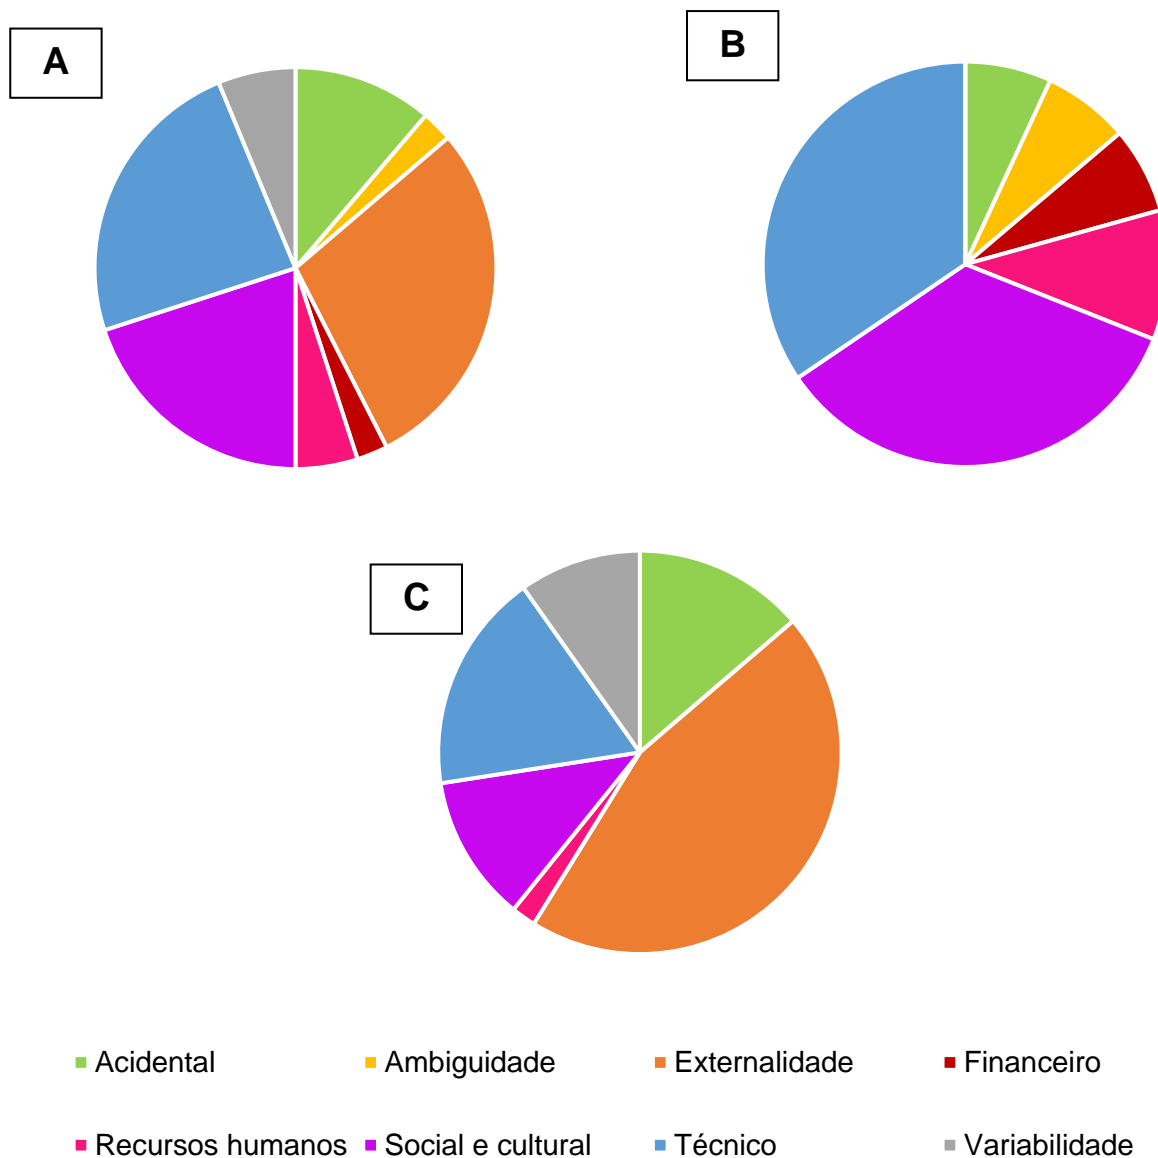 A
B
C
Acidental Ambiguidade Externalidade Financeiro
Recursos humanos Social e cultural Técnico Variabilidade